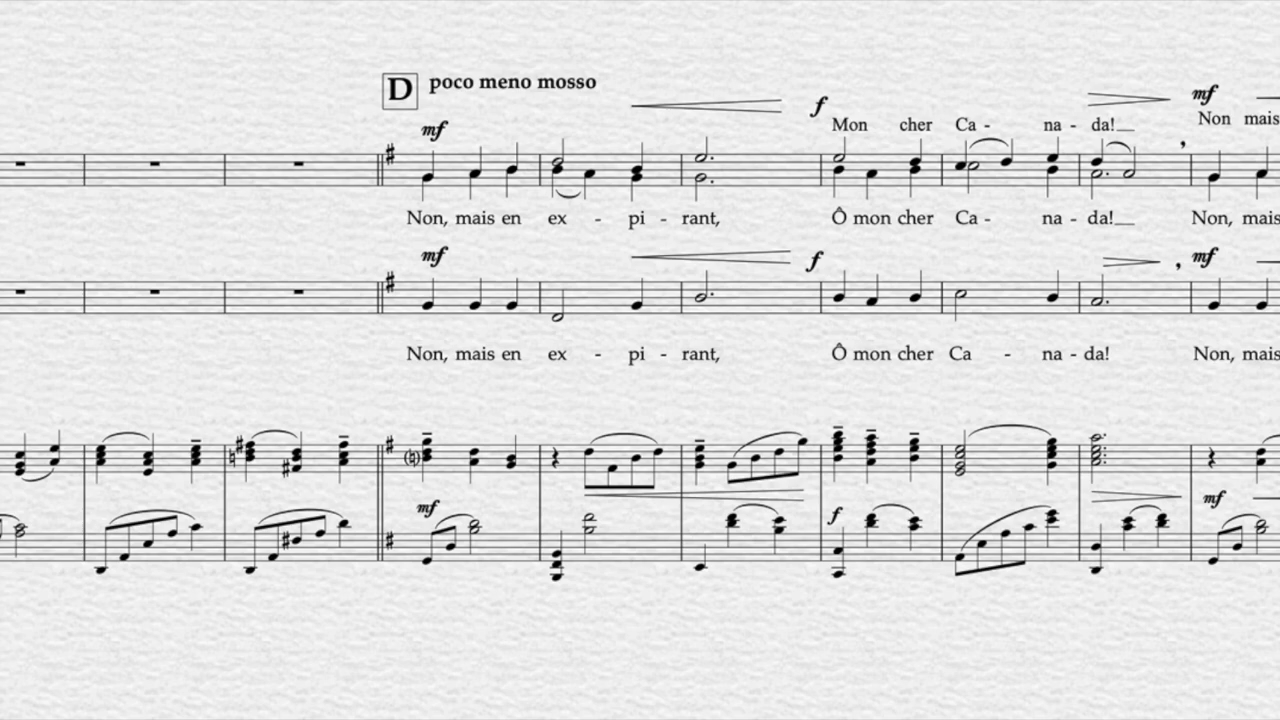 D poco meno mosso
mf f mf
Mon cher Ca - na - da!__ Non mais
Non, mais en ex - pi - rant, Ô mon cher Ca - na - da!__ Non, mais
mf f mf
Non, mais en ex - pi - rant, Ô mon cher Ca - na - da! Non, mais
mf f mf